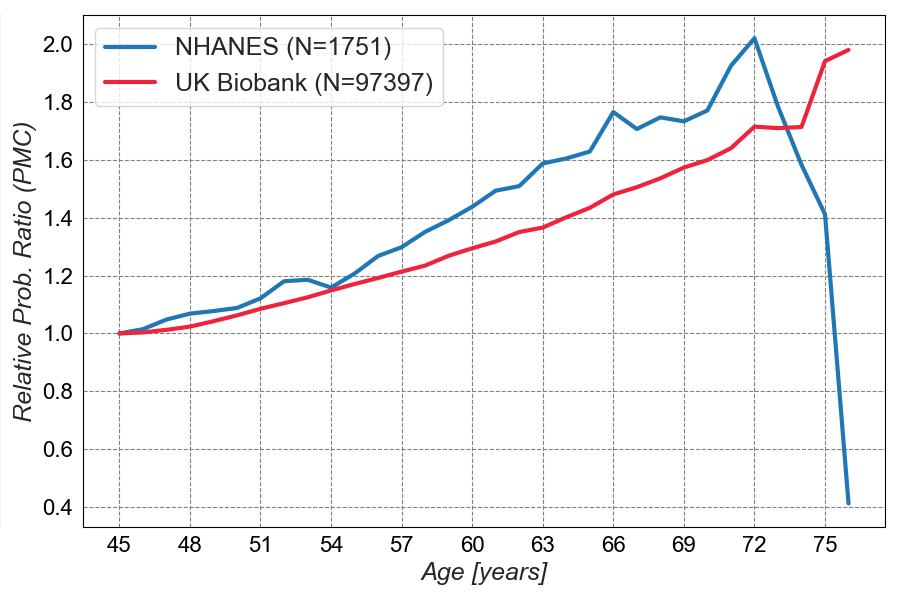 NHANES (N=1751)
UK Biobank (N=97397)
Relative Prob. Ratio (PMC)
2.0
1.8
1.6
1.4
1.2
1.0
0.8
0.6
0.4
45 48 51 54 57 60 63 66 69 72 75
Age [years]